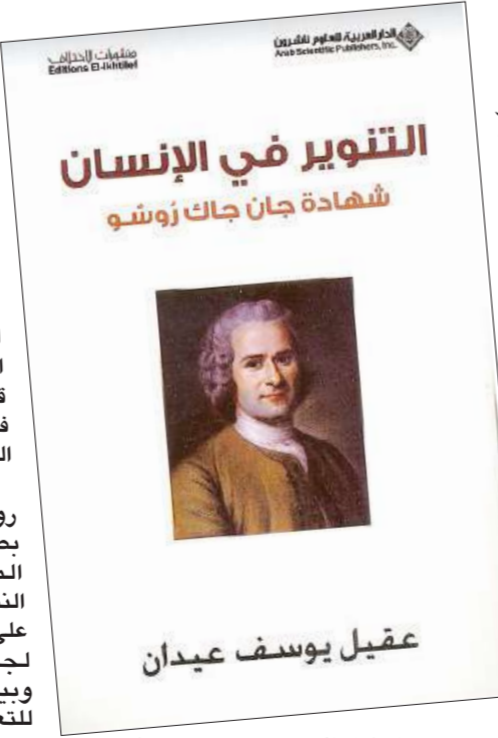 منشورات الاختلاف
Editions El-Ikhtilef
الدار العربية للعلوم ناشرون
Arab Scientific Publishers, Inc.
التنوير في الإنسان
شهادة جان جاك رُوسُو
عقيل يوسف عيدان